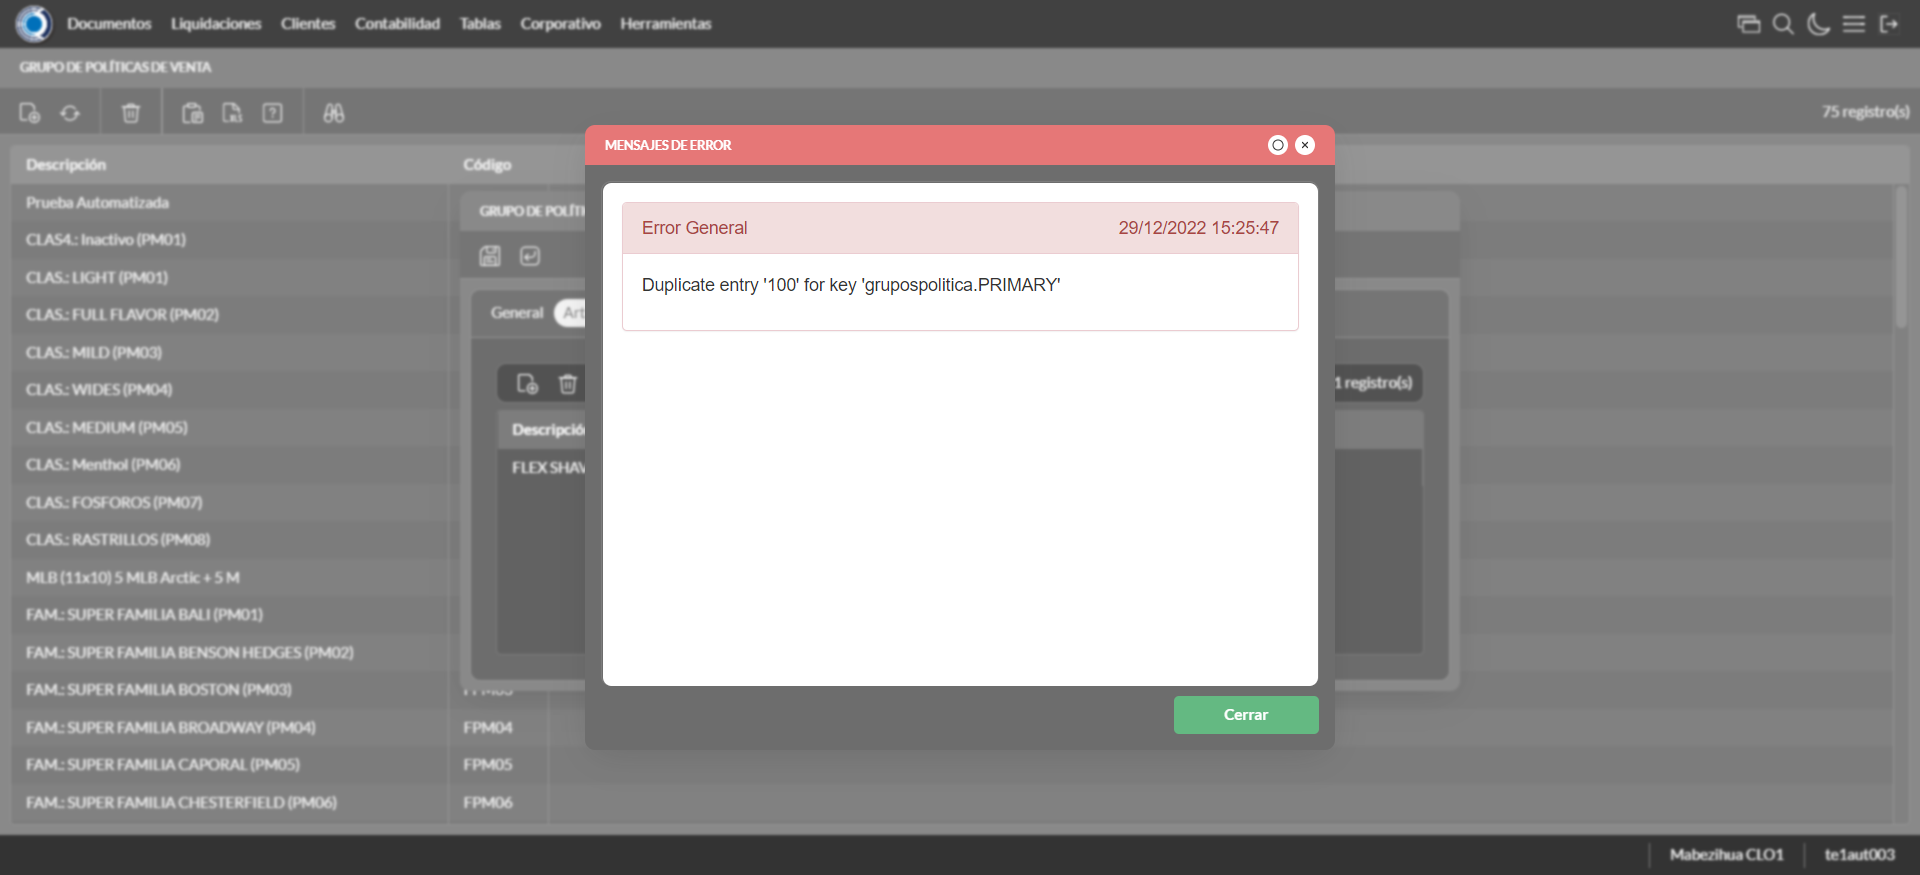 Documentos Liquidaciones Clientes Contabilidad Tablas Corporativo Herramientas
GRUPO DE POLÍTICAS DE VENTA
75 registro(s)
Descripción Código
Prueba Automatizada
CLAS4.: Inactivo (PM01)
CLAS.: LIGHT (PM01)
CLAS.: FULL FLAVOR (PM02)
CLAS.: MILD (PM03)
CLAS.: WIDES (PM04)
CLAS.: MEDIUM (PM05)
CLAS.: Menthol (PM06)
CLAS.: FOSFOROS (PM07)
CLAS.: RASTRILLOS (PM08)
MLB (11x10) 5 MLB Arctic + 5 M
FAM.: SUPER FAMILIA BALI (PM01)
FAM.: SUPER FAMILIA BENSON HEDGES (PM02)
FAM.: SUPER FAMILIA BOSTON (PM03)
FAM.: SUPER FAMILIA BROADWAY (PM04) FPM04
FAM.: SUPER FAMILIA CAPORAL (PM05) FPM05
FAM.: SUPER FAMILIA CHESTERFIELD (PM06) FPM06
GRUPO DE POLÍTI
General Art
1 registro(s)
Descripció
FLEX SHAV
MENSAJES DE ERROR
Error General 29/12/2022 15:25:47
Duplicate entry '100' for key 'grupospolitica.PRIMARY'
Cerrar
Mabezihua CLO1 te1aut003